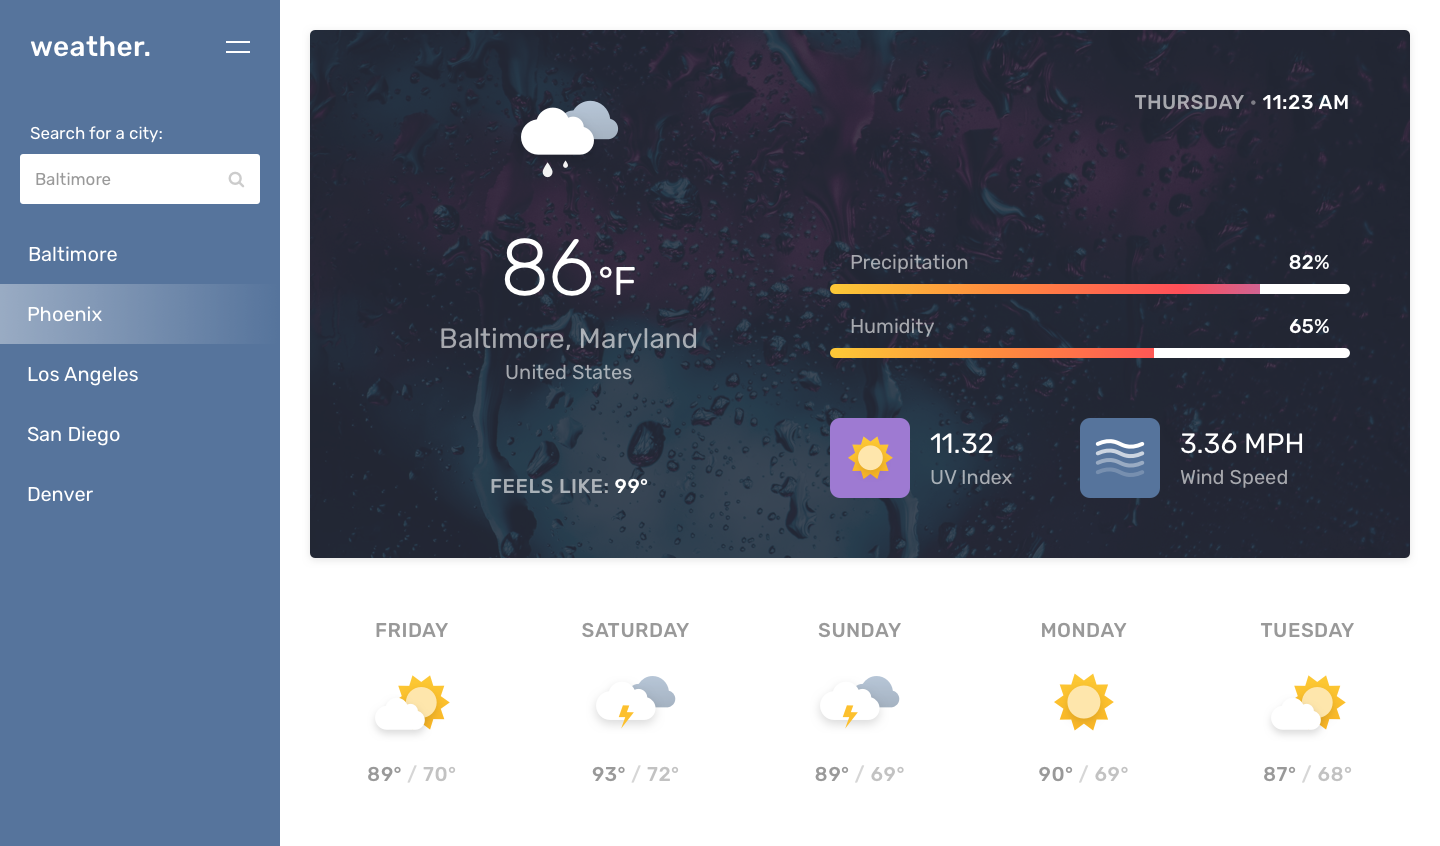 weather.
Search for a city:
Baltimore
Baltimore
Phoenix
Los Angeles
San Diego
Denver
THURSDAY • 11:23 AM
86°F
Baltimore, Maryland
United States
FEELS LIKE: 99°
Precipitation 82%
Humidity 65%
11.32
UV Index
3.36 MPH
Wind Speed
FRIDAY
89° / 70°
SATURDAY
93° / 72°
SUNDAY
89° / 69°
MONDAY
90° / 69°
TUESDAY
87° / 68°